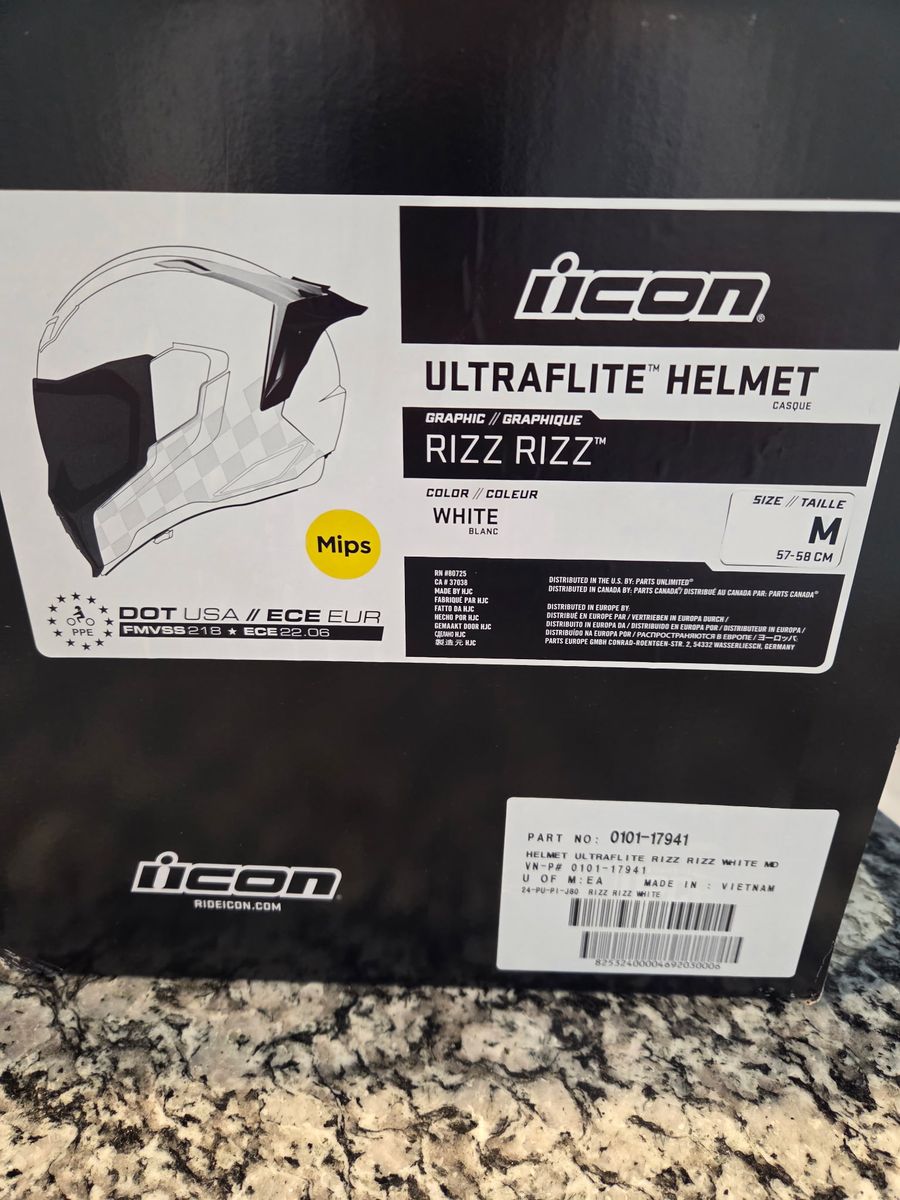 iicon®
ULTRAFLITE™ HELMET
CASQUE
GRAPHIC // GRAPHIQUE
RIZZ RIZZ™
COLOR // COLEUR
WHITE
BLANC
SIZE // TAILLE
M
57-58 CM
Mips
PPE
DOT USA // ECE EUR
FMVSS 218 ★ ECE 22.06
RN #80725
CA # 37038
MADE BY HJC
FABRIQUÉ PAR HJC
FATTO DA HJC
HECHO POR HJC
GEMAAKT DOOR HJC
СДЕЛАНО HJC
製造元 HJC
DISTRIBUTED IN THE U.S. BY: PARTS UNLIMITED®
DISTRIBUTED IN CANADA BY: PARTS CANADA®/ DISTRIBUÉ AU CANADA PAR: PARTS CANADA®
DISTRIBUTED IN EUROPE BY:
DISTRIBUÉ EN EUROPE PAR / VERTRIEBEN IN EUROPA DURCH /
DISTRIBUITO IN EUROPA DA / DISTRIBUIDO EN EUROPA POR / DISTRIBUTEUR IN EUROPA /
DISTRIBUÍDO NA EUROPA POR / РАСПРОСТРАНЯЮТСЯ В ЕВРОПЕ / ヨーロッパ
PARTS EUROPE GMBH CONRAD-ROENTGEN-STR. 2, 54332 WASSERLIESCH, GERMANY
iicon®
RIDEICON.COM
PART NO: 0101-17941
HELMET ULTRAFLITE RIZZ RIZZ WHITE MD
VN-P# 0101-17941
U OF M:EA MADE IN : VIETNAM
24-PU-PI-J80 RIZZ RIZZ WHITE
82532400004692030006